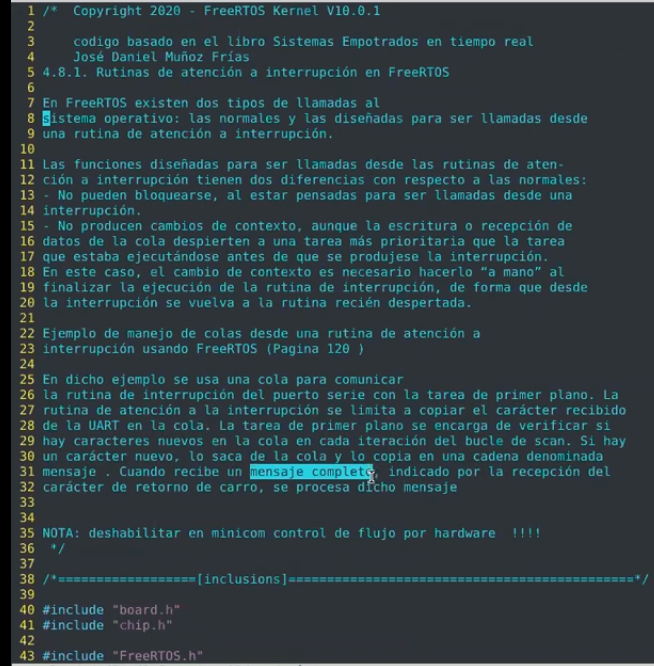 1 /*  Copyright 2020 - FreeRTOS Kernel V10.0.1
2
3     codigo basado en el libro Sistemas Empotrados en tiempo real
4     José Daniel Muñoz Frías
5 4.8.1. Rutinas de atención a interrupción en FreeRTOS
6
7 En FreeRTOS existen dos tipos de llamadas al
8 sistema operativo: las normales y las diseñadas para ser llamadas desde
9 una rutina de atención a interrupción.
10
11 Las funciones diseñadas para ser llamadas desde las rutinas de aten-
12 ción a interrupción tienen dos diferencias con respecto a las normales:
13 - No pueden bloquearse, al estar pensadas para ser llamadas desde una
14 interrupción.
15 - No producen cambios de contexto, aunque la escritura o recepción de
16 datos de la cola despierten a una tarea más prioritaria que la tarea
17 que estaba ejecutándose antes de que se produjese la interrupción.
18 En este caso, el cambio de contexto es necesario hacerlo “a mano” al
19 finalizar la ejecución de la rutina de interrupción, de forma que desde
20 la interrupción se vuelva a la rutina recién despertada.
21
22 Ejemplo de manejo de colas desde una rutina de atención a
23 interrupción usando FreeRTOS (Pagina 120 )
24
25 En dicho ejemplo se usa una cola para comunicar
26 la rutina de interrupción del puerto serie con la tarea de primer plano. La
27 rutina de atención a la interrupción se limita a copiar el carácter recibido
28 de la UART en la cola. La tarea de primer plano se encarga de verificar si
29 hay caracteres nuevos en la cola en cada iteración del bucle de scan. Si hay
30 un carácter nuevo, lo saca de la cola y lo copia en una cadena denominada
31 mensaje . Cuando recibe un mensaje completo, indicado por la recepción del
32 carácter de retorno de carro, se procesa dicho mensaje
33
34
35 NOTA: deshabilitar en minicom control de flujo por hardware  !!!!
36  */
37
38 /*==================[inclusions]=============================================*/
39
40 #include "board.h"
41 #include "chip.h"
42
43 #include "FreeRTOS.h"